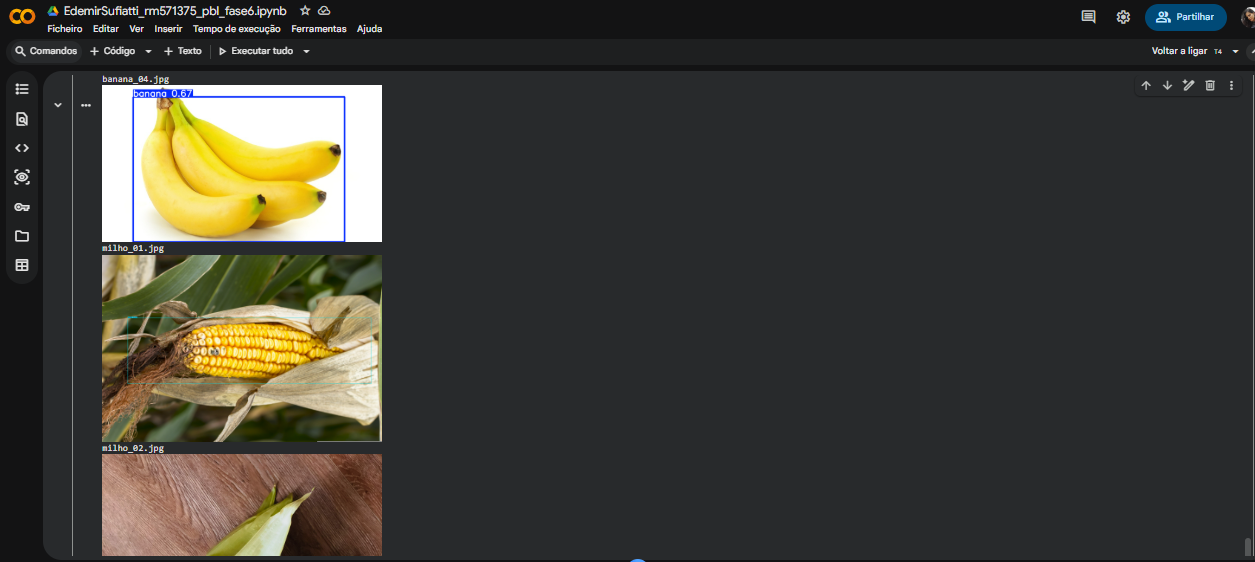 CO EdemirSufiatti_rm571375_pbl_fase6.ipynb
Ficheiro Editar Ver Inserir Tempo de execução Ferramentas Ajuda
Partilhar
Comandos + Código + Texto Executar tudo
Voltar a ligar T4
banana_04.jpg
banana 0.67
milho_01.jpg
milho_02.jpg